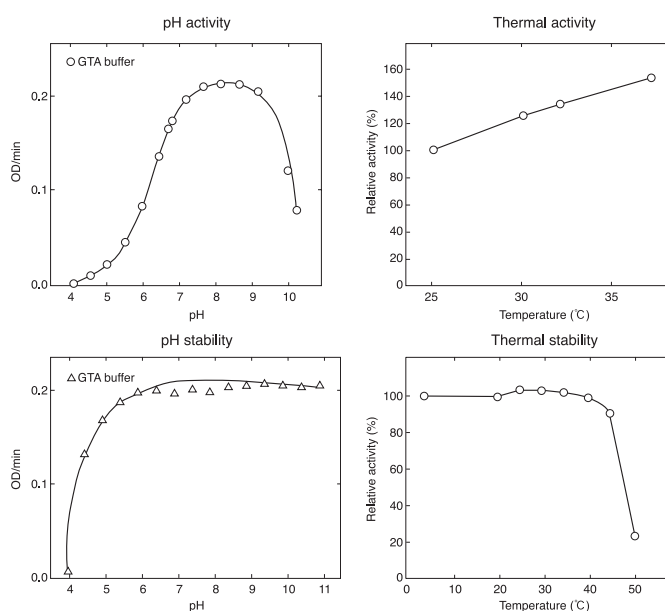 pH activity
GTA buffer
0.2
0.1
0.0
OD/min
4 5 6 7 8 9 10
pH
Thermal activity
160
140
120
100
80
60
40
20
0
Relative activity (%)
25 30 35
Temperature (℃)
pH stability
GTA buffer
0.2
0.1
0.0
OD/min
4 5 6 7 8 9 10 11
pH
Thermal stability
100
80
60
40
20
0
Relative activity (%)
0 10 20 30 40 50
Temperature (℃)